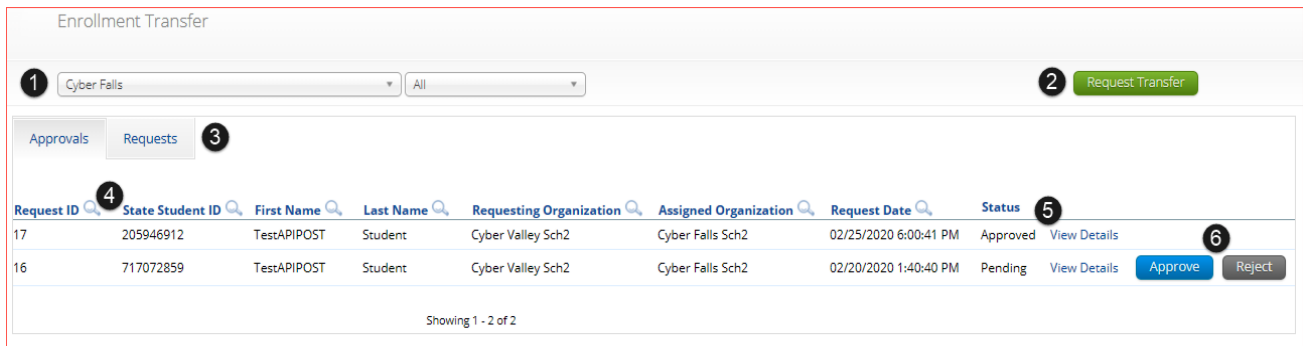 Enrollment Transfer
1 Cyber Falls All 2 Request Transfer
Approvals Requests 3
4
Request ID State Student ID First Name Last Name Requesting Organization Assigned Organization Request Date Status
5
17 205946912 TestAPIPOST Student Cyber Valley Sch2 Cyber Falls Sch2 02/25/2020 6:00:41 PM Approved View Details
6
16 717072859 TestAPIPOST Student Cyber Valley Sch2 Cyber Falls Sch2 02/20/2020 1:40:40 PM Pending View Details Approve Reject
Showing 1 - 2 of 2